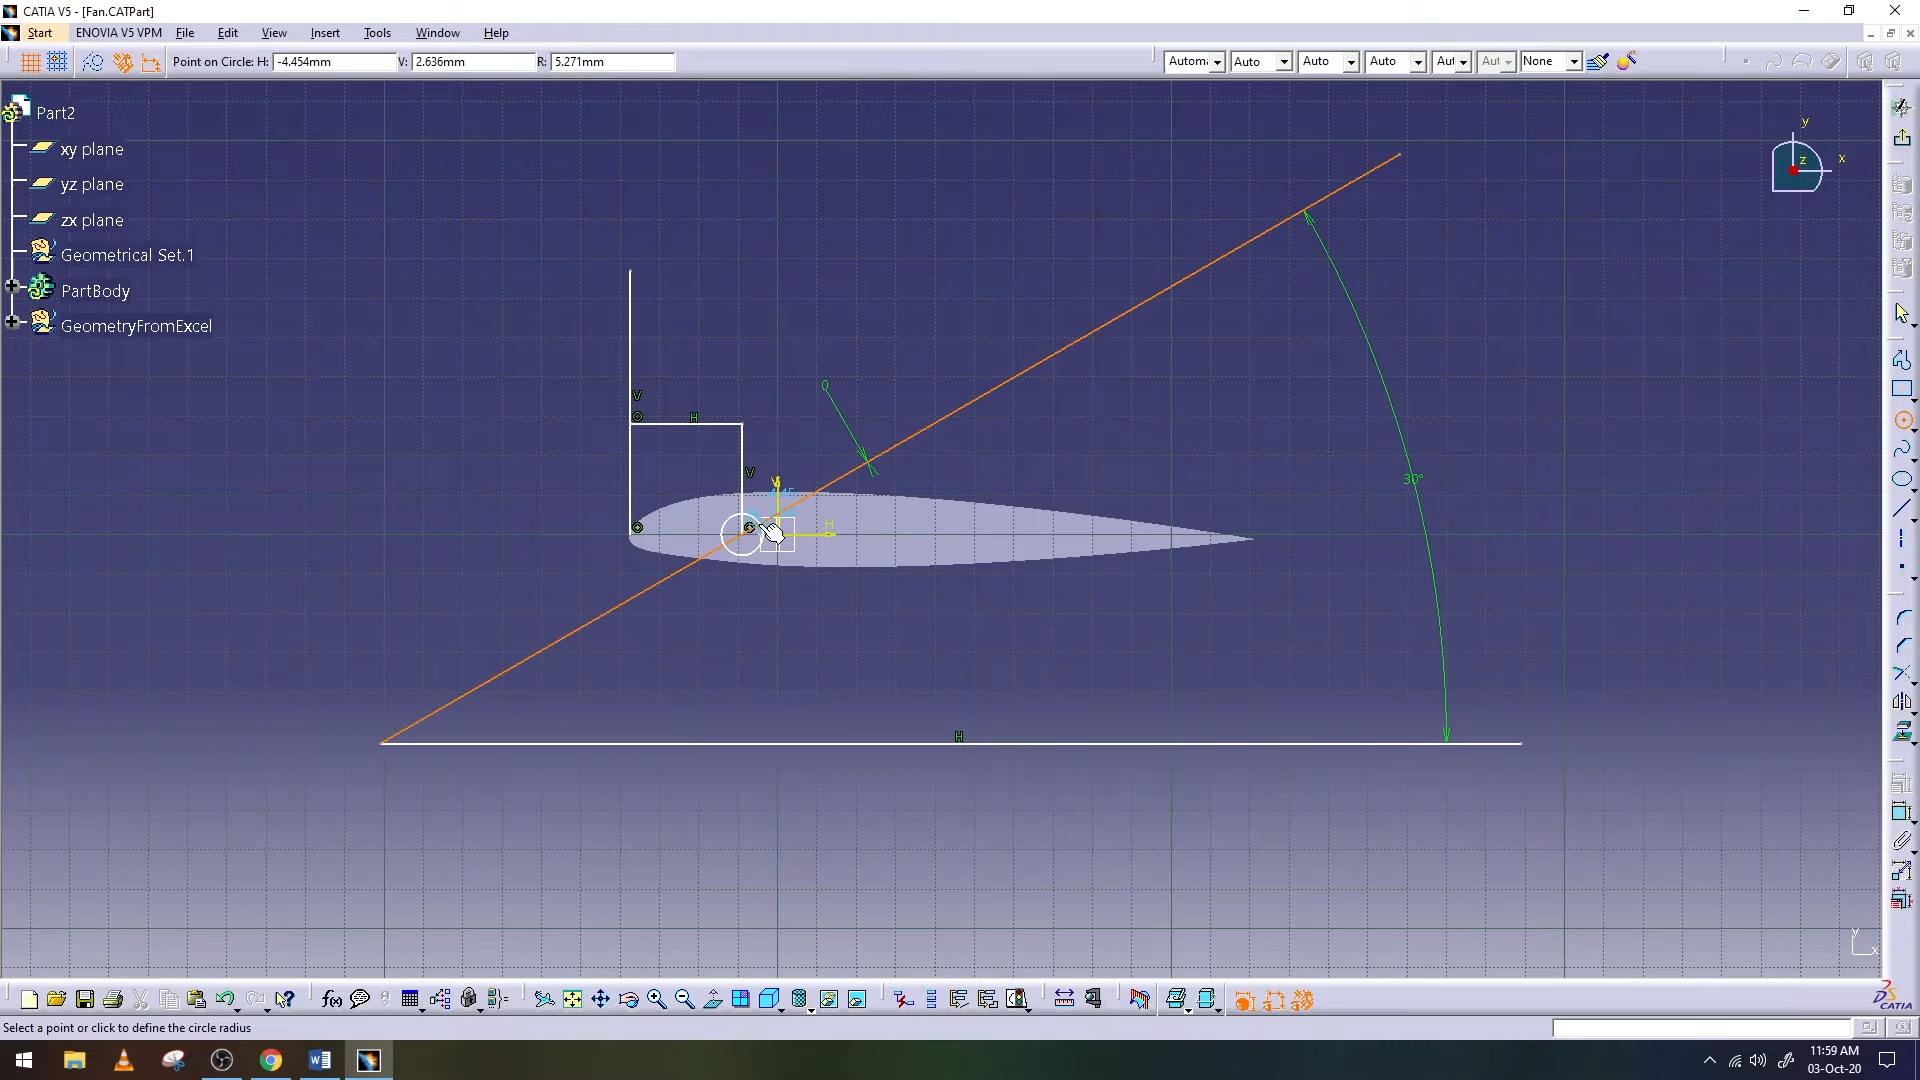 CATIA V5 - [Fan.CATPart]
Start ENOVIA V5 VPM File Edit View Insert Tools Window Help
Point on Circle: H: -4.454mm V: 2.636mm R: 5.271mm Autom Auto Auto Auto Aut Aut None
Part2
xy plane
yz plane
zx plane
Geometrical Set.1
PartBody
GeometryFromExcel
y
x
z
V
H
0
V
H
30°
H
y
x
f(x)
CATIA
Select a point or click to define the circle radius
11:59 AM
03-Oct-20